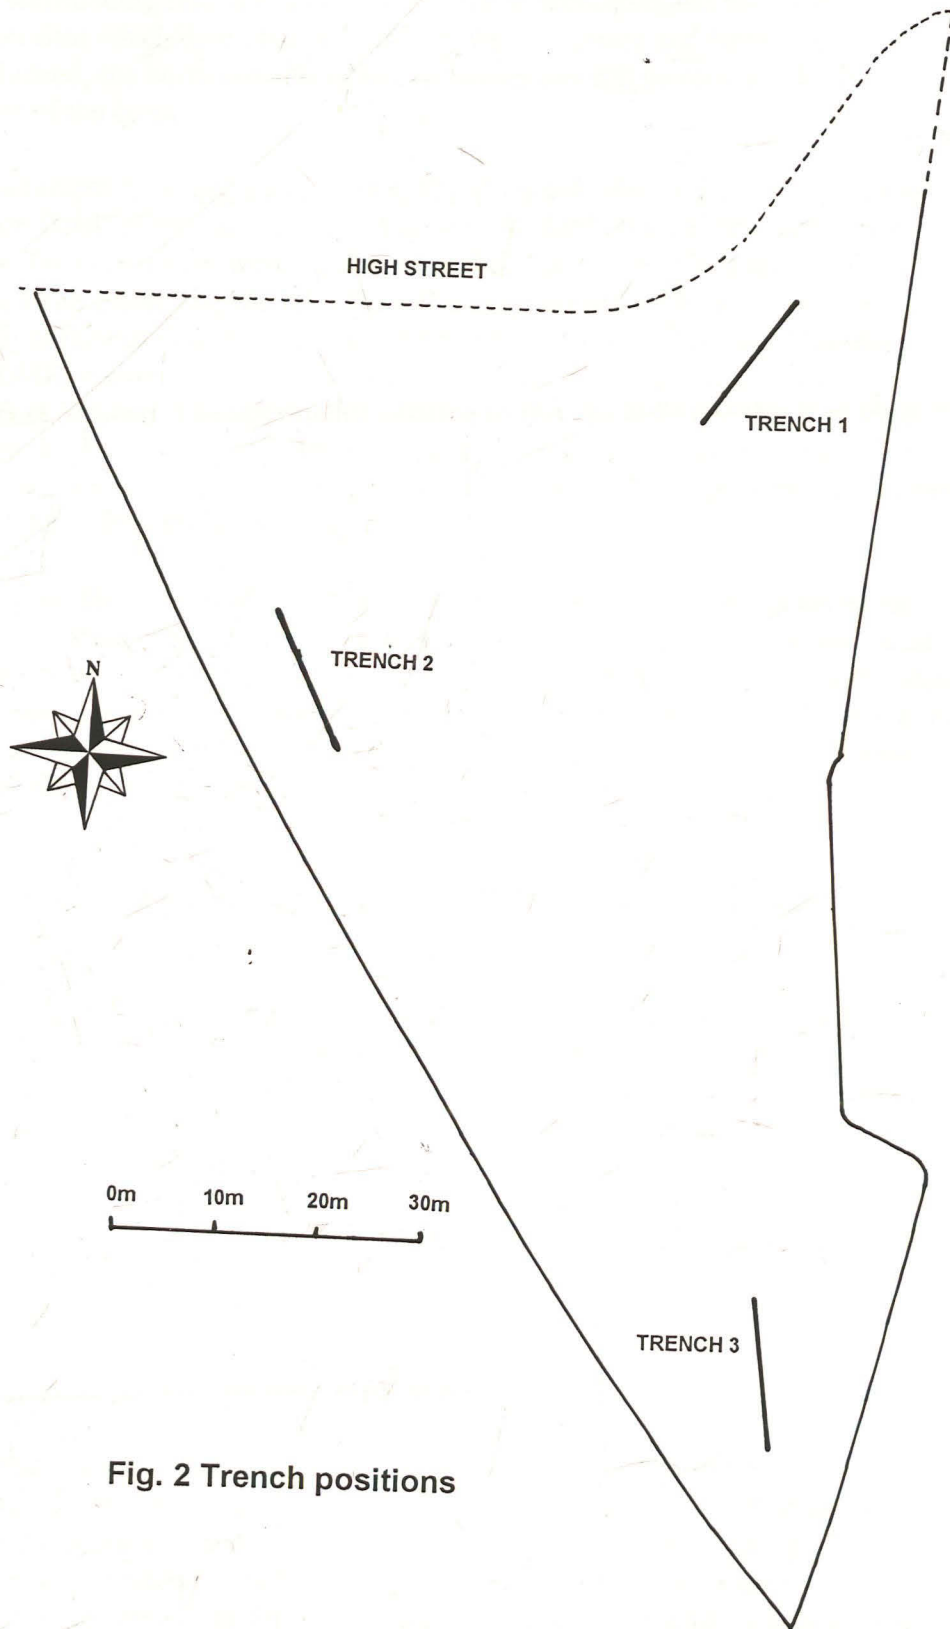 HIGH STREET
TRENCH 1
TRENCH 2
N
0m 10m 20m 30m
TRENCH 3
Fig. 2 Trench positions